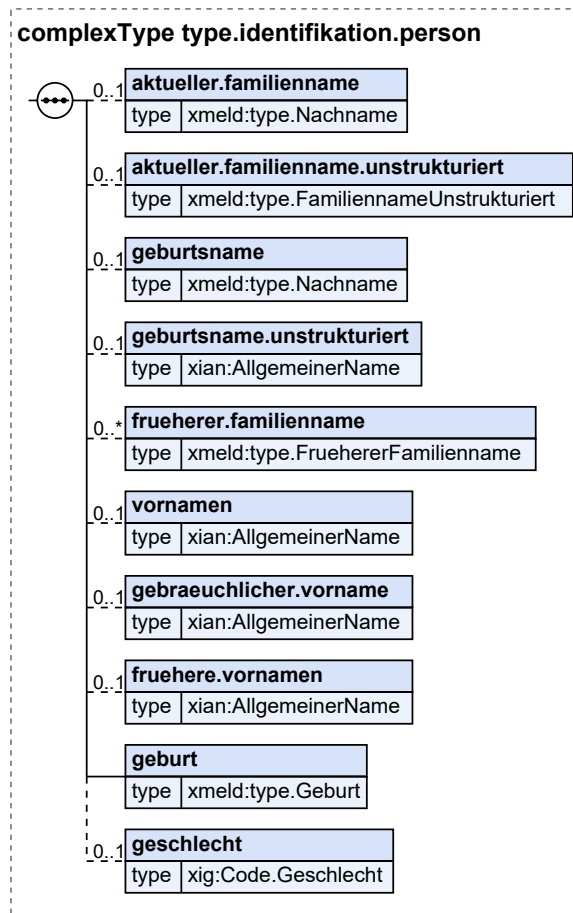 complexType type.identifikation.person
0..1 aktueller.familienname
type xmeld:type.Nachname
0..1 aktueller.familienname.unstrukturiert
type xmeld:type.FamiliennameUnstrukturiert
0..1 geburtsname
type xmeld:type.Nachname
0..1 geburtsname.unstrukturiert
type xian:AllgemeinerName
0..* frueherer.familienname
type xmeld:type.FruehererFamilienname
0..1 vornamen
type xian:AllgemeinerName
0..1 gebraeuchlicher.vorname
type xian:AllgemeinerName
0..1 fruehere.vornamen
type xian:AllgemeinerName
geburt
type xmeld:type.Geburt
0..1 geschlecht
type xig:Code.Geschlecht